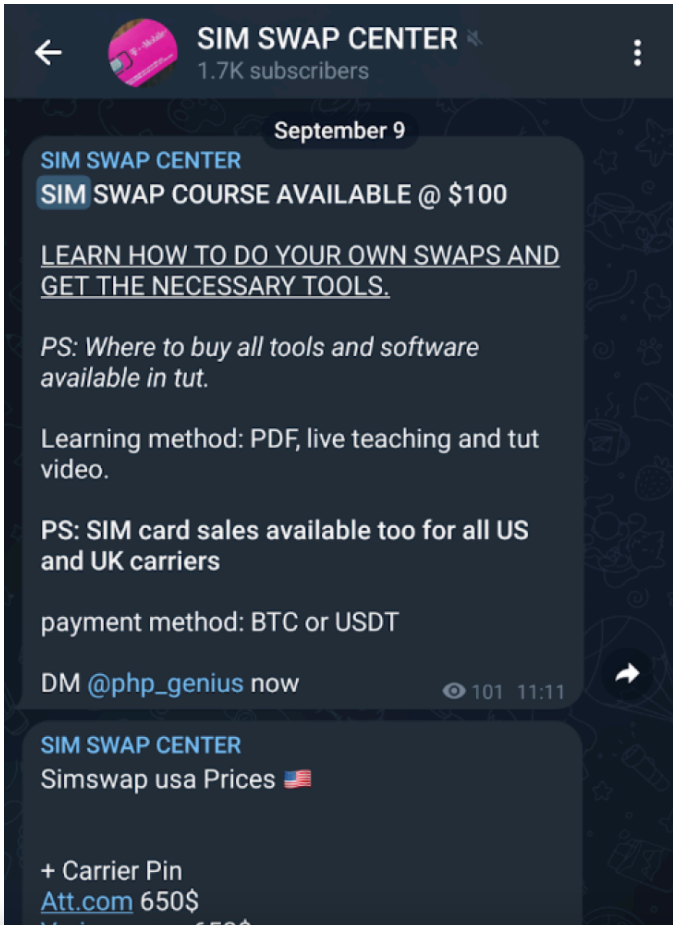 SIM SWAP CENTER
1.7K subscribers
September 9
SIM SWAP CENTER
SIM SWAP COURSE AVAILABLE @ $100
LEARN HOW TO DO YOUR OWN SWAPS AND
GET THE NECESSARY TOOLS.
PS: Where to buy all tools and software
available in tut.
Learning method: PDF, live teaching and tut
video.
PS: SIM card sales available too for all US
and UK carriers
payment method: BTC or USDT
DM @php_genius now
101 11:11
SIM SWAP CENTER
Simswap usa Prices 🇺🇸
+ Carrier Pin
Att.com 650$